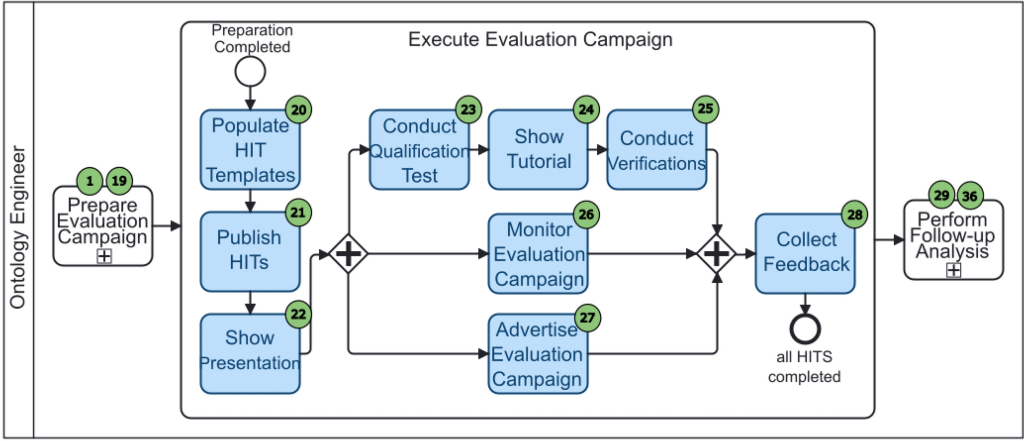 Ontology Engineer
1 19
Prepare
Evaluation
Campaign
Execute Evaluation Campaign
Preparation
Completed
20
Populate
HIT
Templates
21
Publish
HITs
22
Show
Presentation
23
Conduct
Qualification
Test
24
Show
Tutorial
25
Conduct
Verifications
26
Monitor
Evaluation
Campaign
27
Advertise
Evaluation
Campaign
28
Collect
Feedback
all HITS
completed
29 36
Perform
Follow-up
Analysis